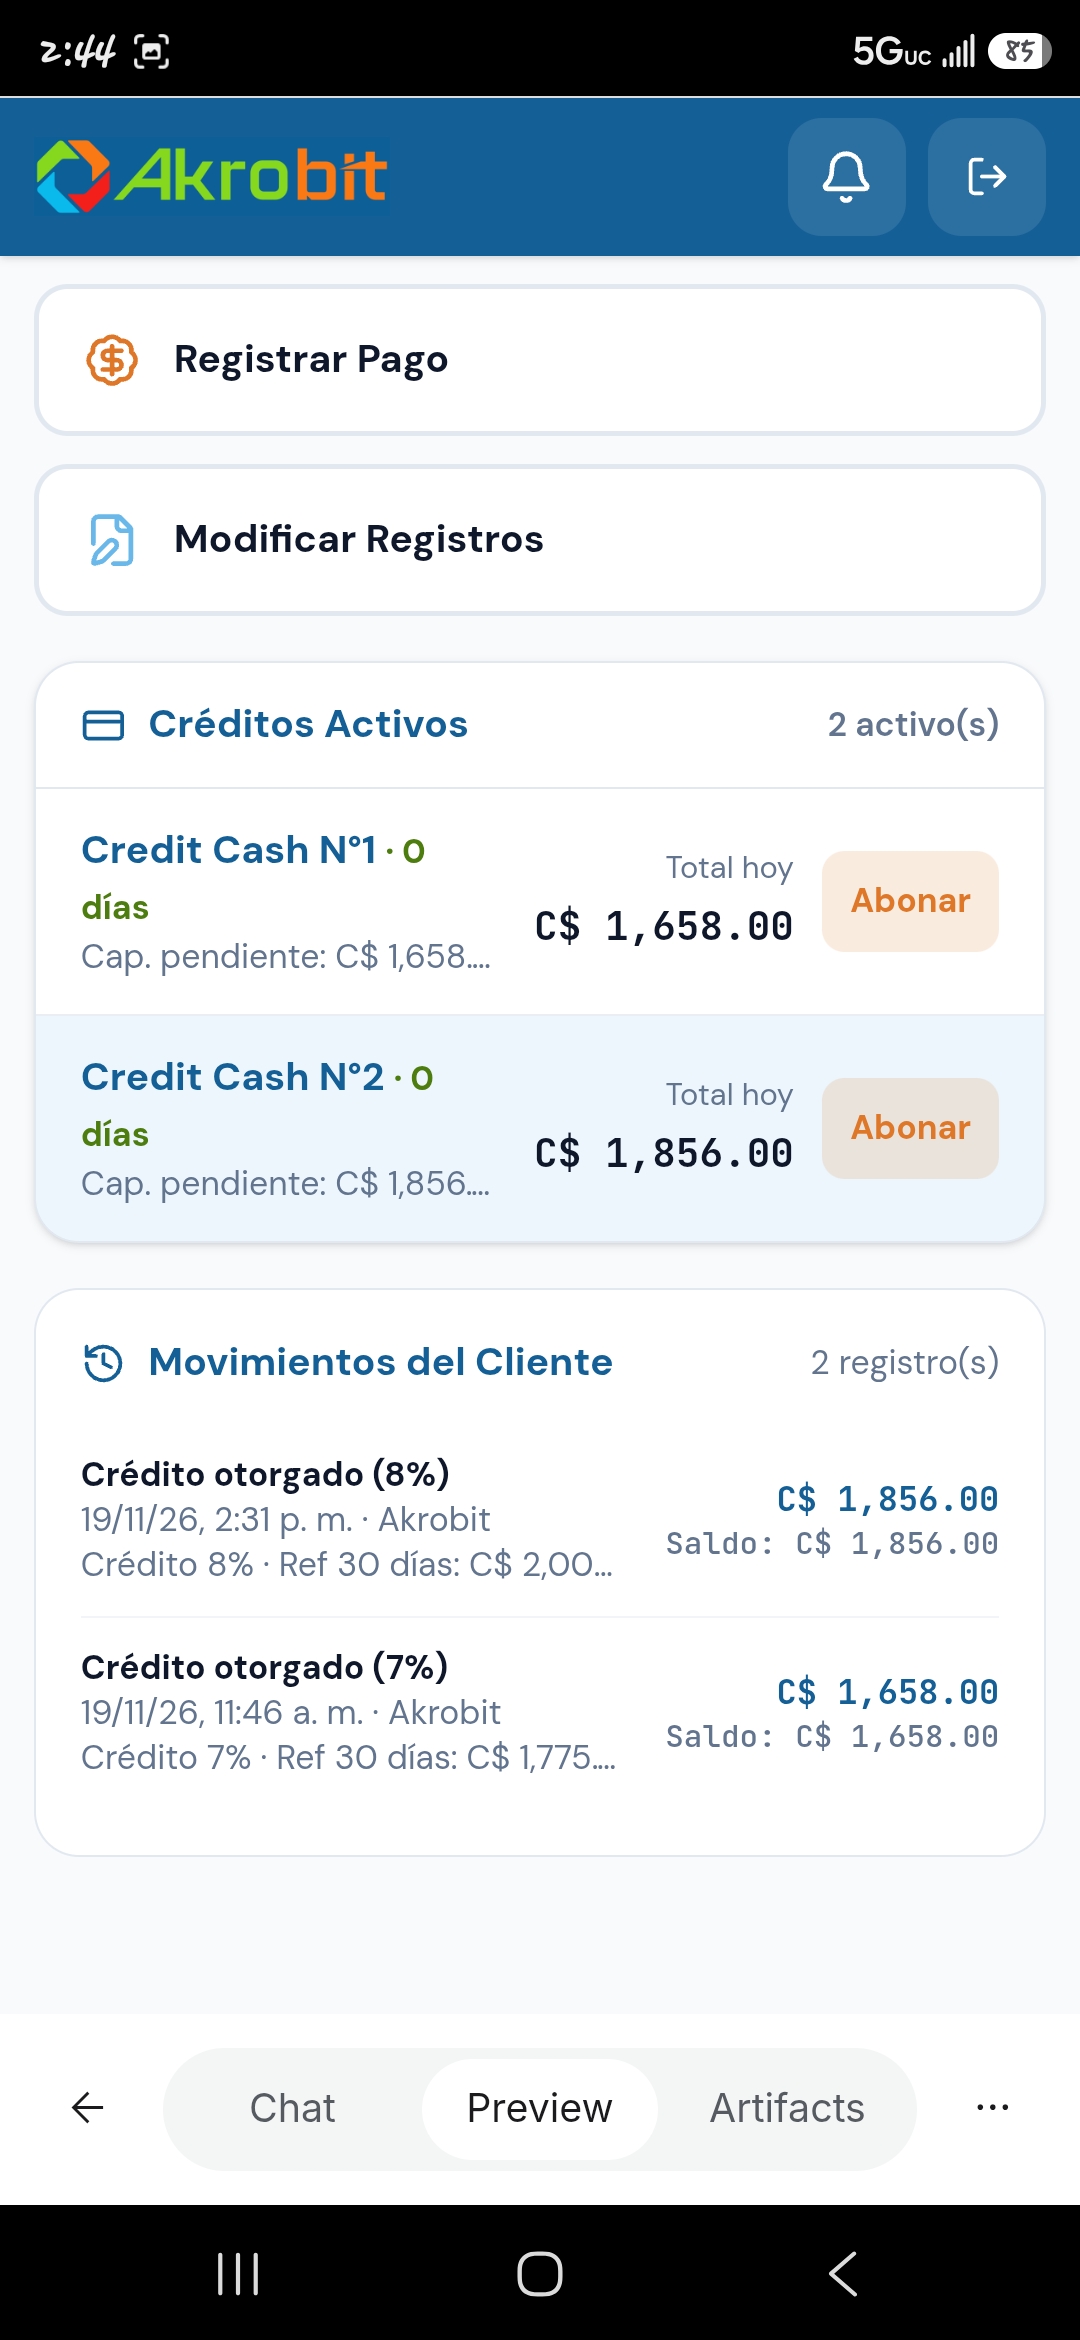 2:44
5GUC 85
Akrobit
Registrar Pago
Modificar Registros
Créditos Activos 2 activo(s)
Credit Cash N°1 · 0 días
Cap. pendiente: C$ 1,658....
Total hoy
C$ 1,658.00
Abonar
Credit Cash N°2 · 0 días
Cap. pendiente: C$ 1,856....
Total hoy
C$ 1,856.00
Abonar
Movimientos del Cliente 2 registro(s)
Crédito otorgado (8%)
19/11/26, 2:31 p. m. · Akrobit
Crédito 8% · Ref 30 días: C$ 2,00...
C$ 1,856.00
Saldo: C$ 1,856.00
Crédito otorgado (7%)
19/11/26, 11:46 a. m. · Akrobit
Crédito 7% · Ref 30 días: C$ 1,775....
C$ 1,658.00
Saldo: C$ 1,658.00
Chat Preview Artifacts